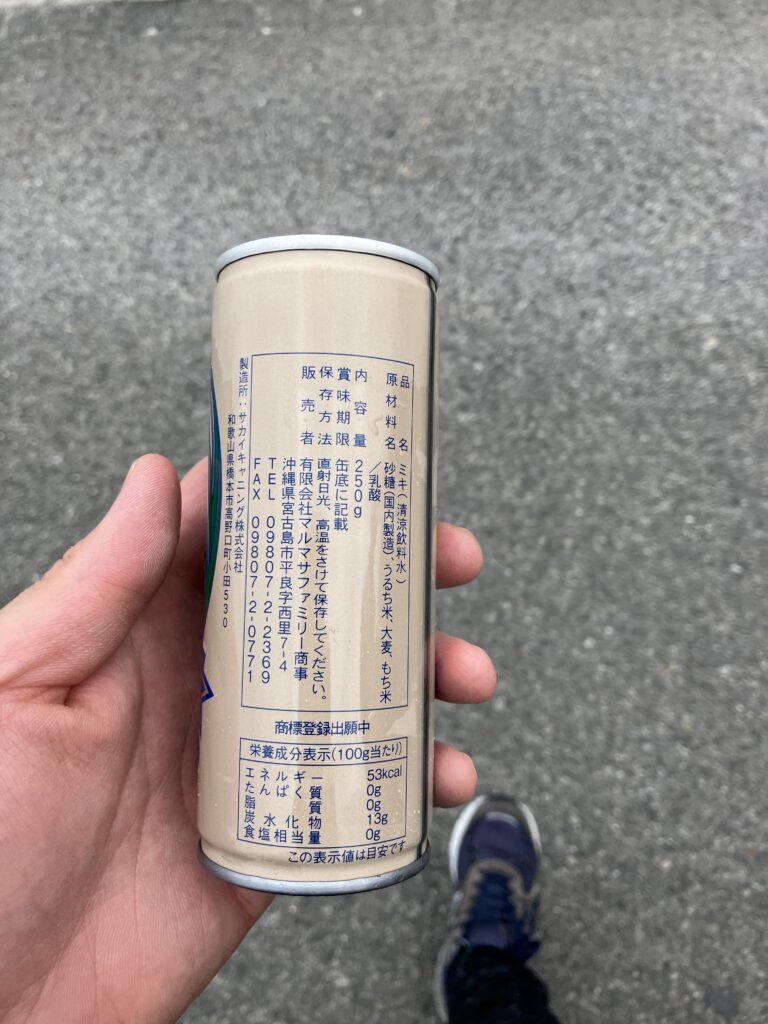 品名 ミキ(清涼飲料水)
原材料名 砂糖(国内製造)、うるち米、大麦、もち米
/乳酸
内容量 250g
賞味期限 缶底に記載
保存方法 直射日光、高温をさけて保存してください。
販売者 有限会社マルマサファミリー商事
沖縄県宮古島市平良字西里7-4
TEL 09807-2-2369
FAX 09807-2-0771
製造所:サカイキャニング株式会社
和歌山県橋本市高野口町小田530
商標登録出願中
栄養成分表示(100g当たり)
エネルギー 53kcal
たんぱく質 0g
脂質 0g
炭水化物 13g
食塩相当量 0g
この表示値は目安です